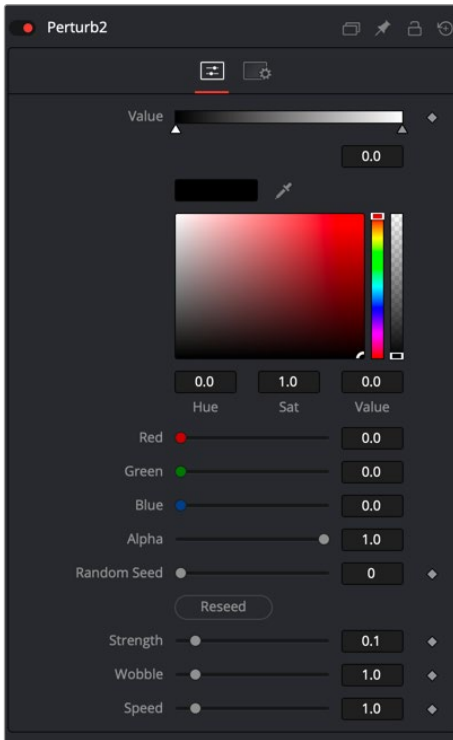 Perturb2
Value
0.0
0.0 1.0 0.0
Hue Sat Value
Red 0.0
Green 0.0
Blue 0.0
Alpha 1.0
Random Seed 0
Reseed
Strength 0.1
Wobble 1.0
Speed 1.0